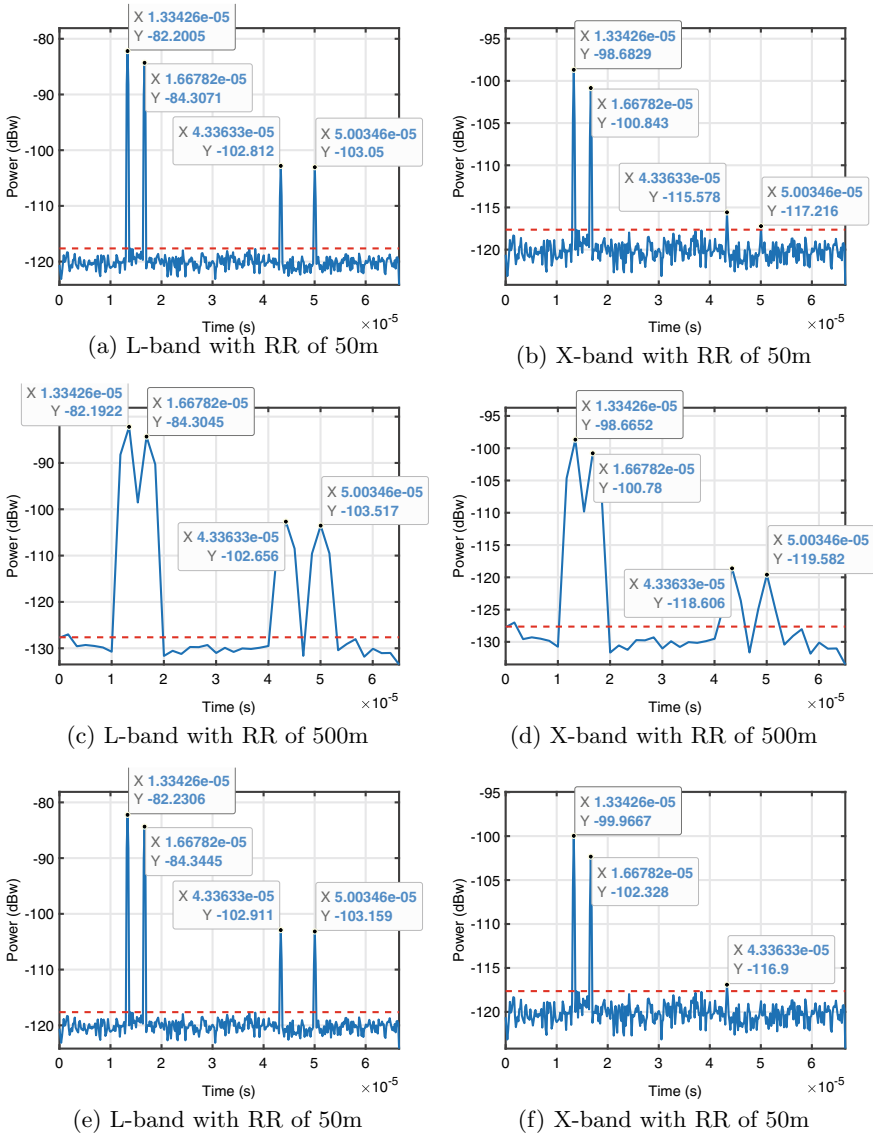 X 1.33426e-05
Y -82.2005
X 1.66782e-05
Y -84.3071
X 4.33633e-05
Y -102.812
X 5.00346e-05
Y -103.05
-80
-90
-100
-110
-120
Power (dBw)
0 1 2 3 4 5 6
Time (s)
×10-5
(a) L-band with RR of 50m
X 1.33426e-05
Y -98.6829
X 1.66782e-05
Y -100.843
X 4.33633e-05
Y -115.578
X 5.00346e-05
Y -117.216
-95
-100
-105
-110
-115
-120
Power (dBw)
0 1 2 3 4 5 6
Time (s)
×10-5
(b) X-band with RR of 50m
X 1.33426e-05
Y -82.1922
X 1.66782e-05
Y -84.3045
X 4.33633e-05
Y -102.656
X 5.00346e-05
Y -103.517
-90
-100
-110
-120
-130
Power (dBw)
0 1 2 3 4 5 6
Time (s)
×10-5
(c) L-band with RR of 500m
X 1.33426e-05
Y -98.6652
X 1.66782e-05
Y -100.78
X 4.33633e-05
Y -118.606
X 5.00346e-05
Y -119.582
-95
-100
-105
-110
-115
-120
-125
-130
Power (dBw)
0 1 2 3 4 5 6
Time (s)
×10-5
(d) X-band with RR of 500m
X 1.33426e-05
Y -82.2306
X 1.66782e-05
Y -84.3445
X 4.33633e-05
Y -102.911
X 5.00346e-05
Y -103.159
-80
-90
-100
-110
-120
Power (dBw)
0 1 2 3 4 5 6
Time (s)
×10-5
(e) L-band with RR of 50m
X 1.33426e-05
Y -99.9667
X 1.66782e-05
Y -102.328
X 4.33633e-05
Y -116.9
-95
-100
-105
-110
-115
-120
Power (dBw)
0 1 2 3 4 5 6
Time (s)
×10-5
(f) X-band with RR of 50m